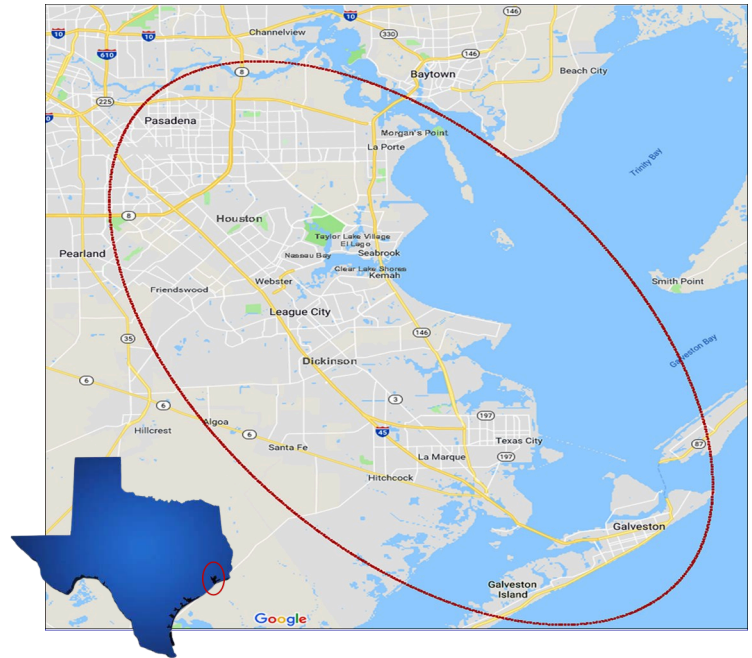 146
10
Channelview
10
10
330
610
146
Baytown
Beach City
8
225
Pasadena
Morgan's Point
La Porte
Trinity Bay
8
Houston
Taylor Lake Village
El Lago
Pearland
Nassau Bay
Seabrook
Clear Lake Shores
Kemah
Webster
Smith Point
Friendswood
League City
146
35
Galveston Bay
Dickinson
6
3
6
197
Algoa
Hillcrest
6
45
Texas City
87
Santa Fe
La Marque
197
Hitchcock
Galveston
Galveston
Island
Google